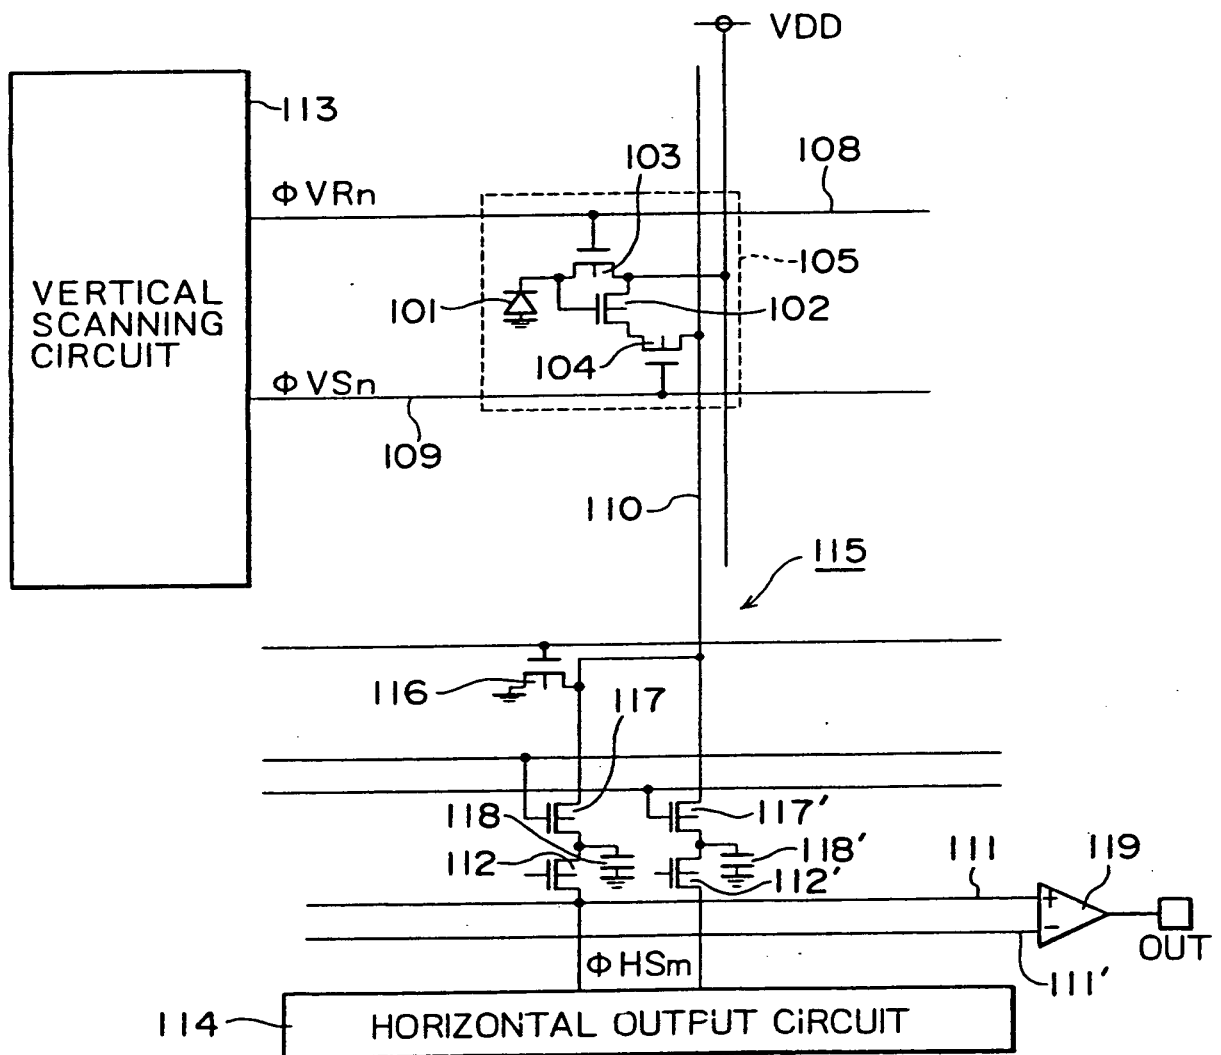 VDD
113
103
108
ΦVRn
105
VERTICAL
SCANNING
CIRCUIT
101
102
104
ΦVSn
109
110
115
116
117
118
117'
112
118'
112'
111
119
+
−
OUT
ΦHSm
111'
114
HORIZONTAL OUTPUT CIRCUIT